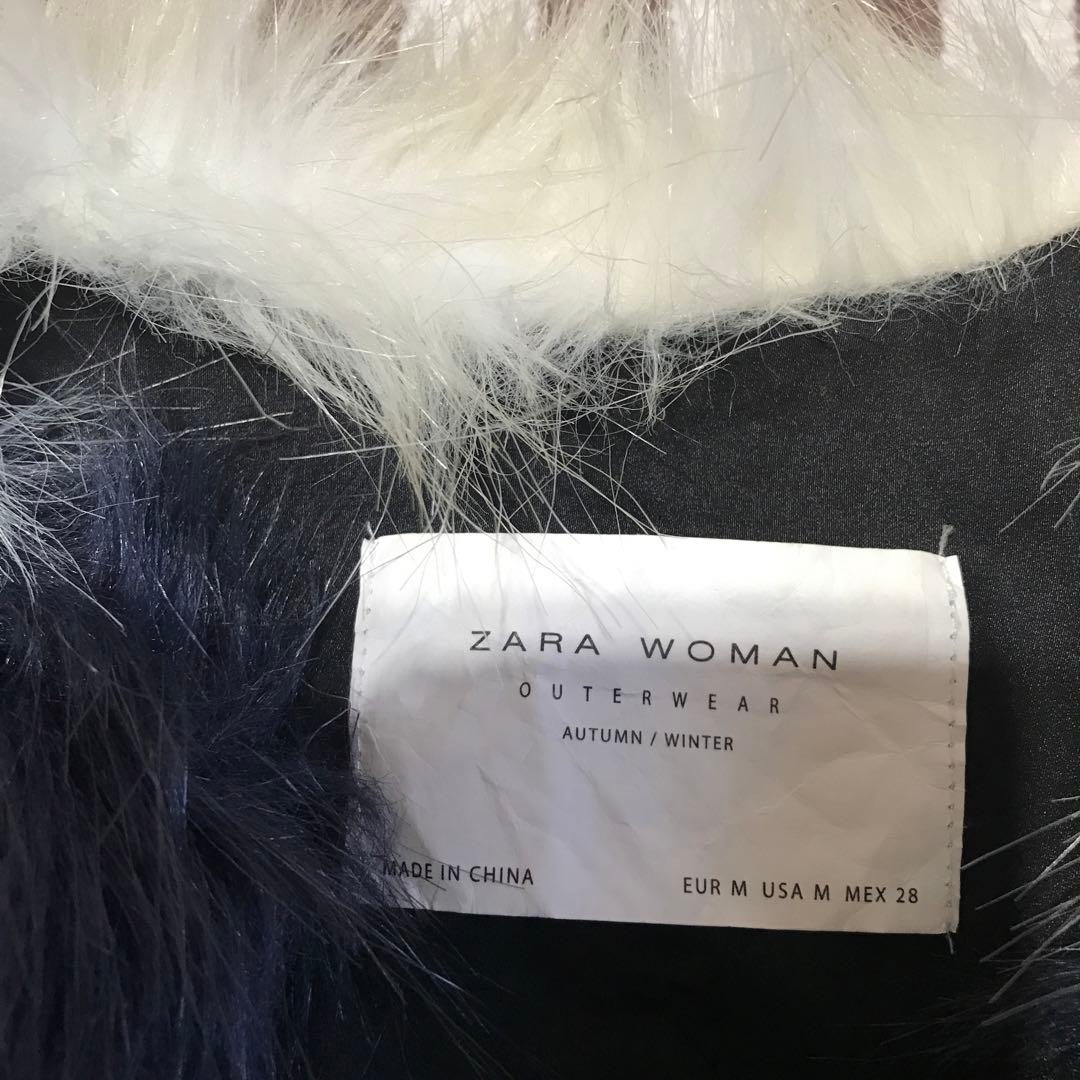 ZARA WOMAN
OUTERWEAR
AUTUMN / WINTER
MADE IN CHINA
EUR M USA M MEX 28